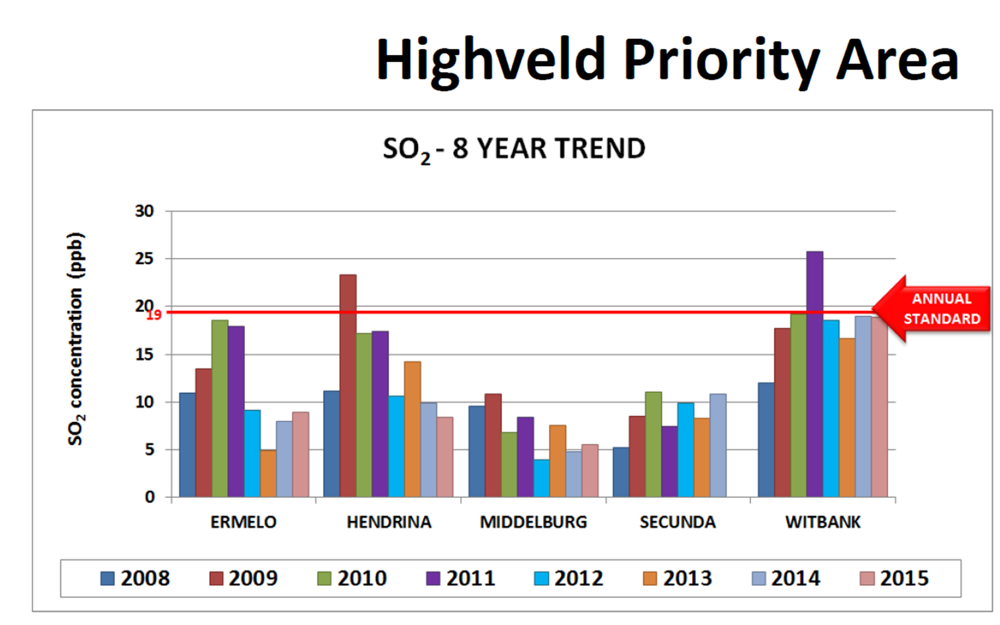 Highveld Priority Area
SO₂ - 8 YEAR TREND
SO₂ concentration (ppb)
30
25
20
19
15
10
5
0
ANNUAL
STANDARD
ERMELO HENDRINA MIDDELBURG SECUNDA WITBANK
2008 2009 2010 2011 2012 2013 2014 2015